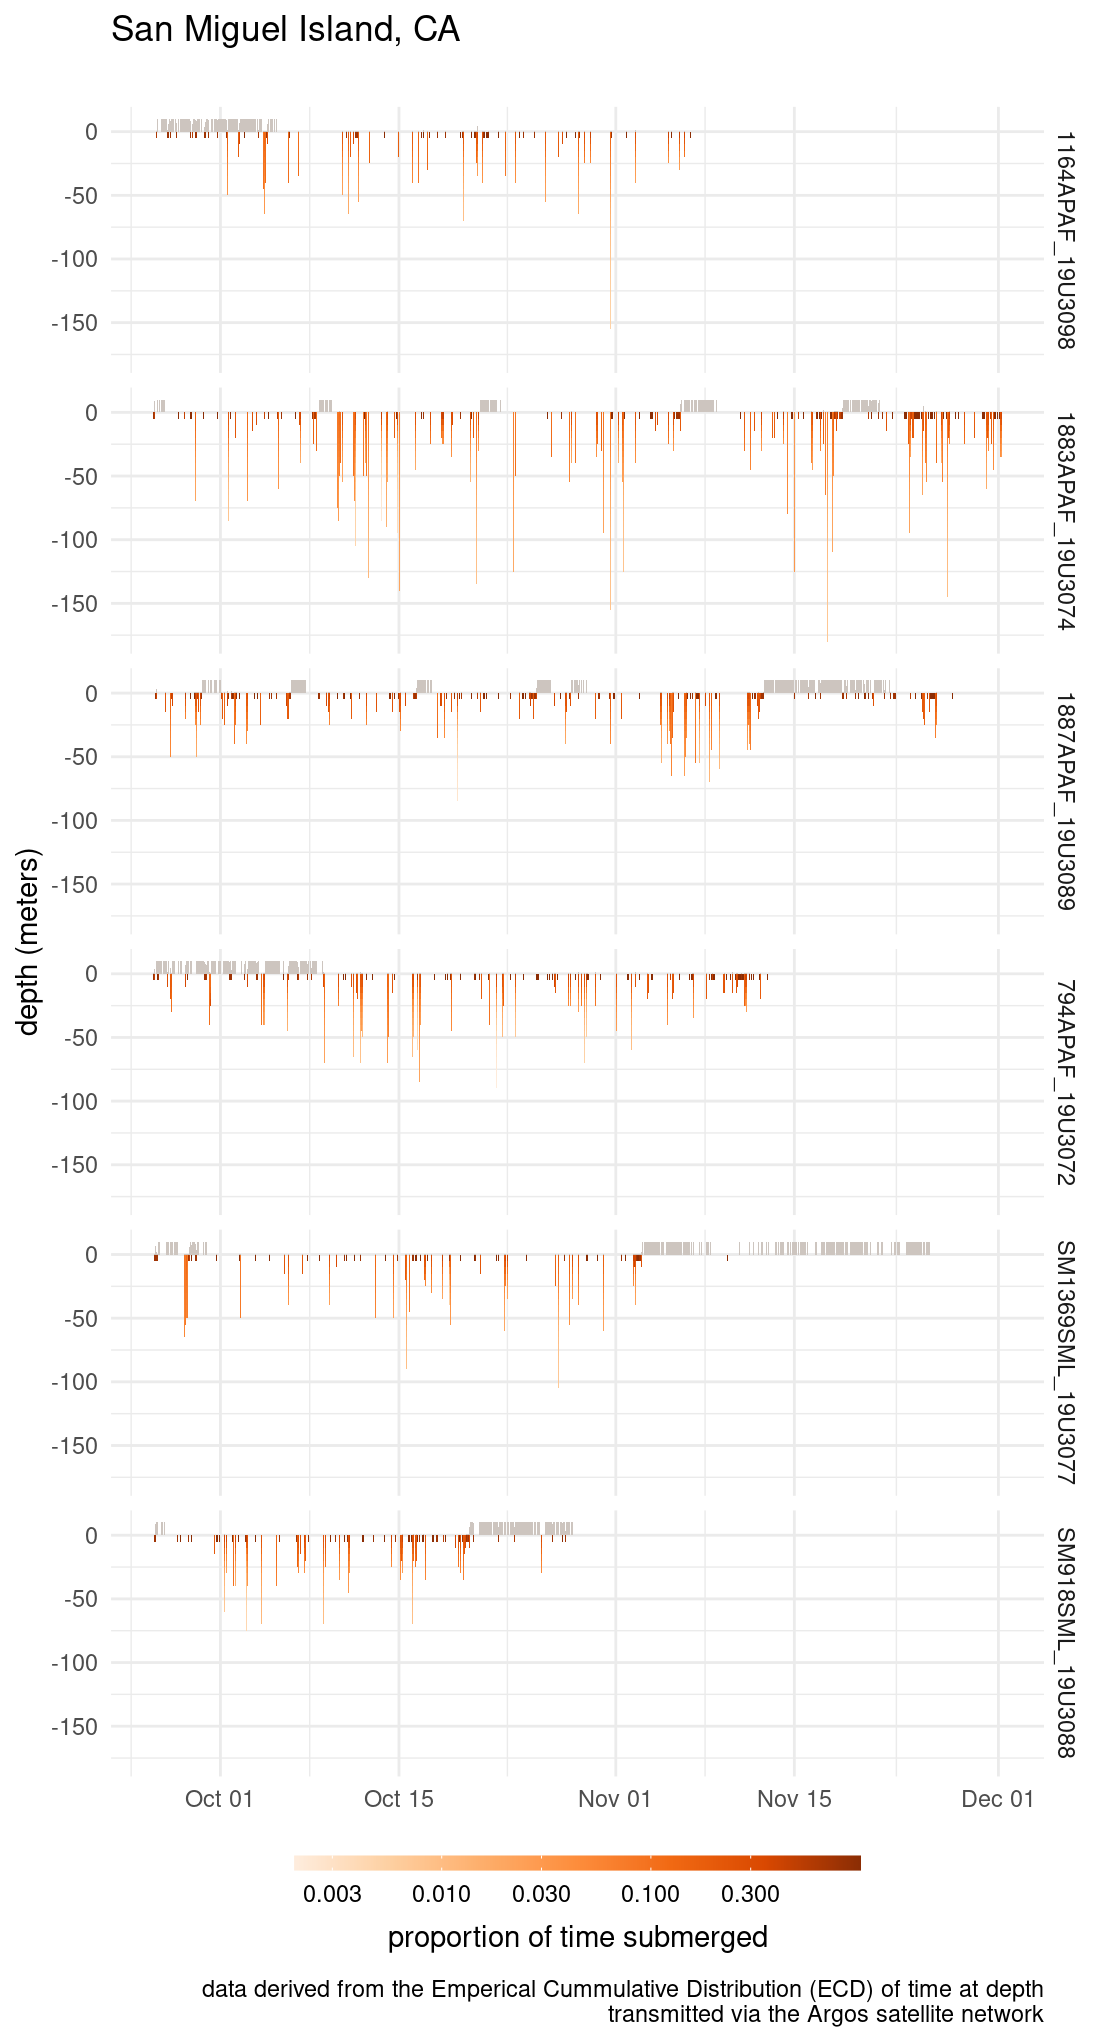 San Miguel Island, CA
0
-50
-100
-150
1164APAF_19U3098
0
-50
-100
-150
1883APAF_19U3074
0
-50
-100
-150
1887APAF_19U3089
depth (meters)
0
-50
-100
-150
794APAF_19U3072
0
-50
-100
-150
SM1369SML_19U3077
0
-50
-100
-150
SM918SML_19U3088
Oct 01 Oct 15 Nov 01 Nov 15 Dec 01
0.003 0.010 0.030 0.100 0.300
proportion of time submerged
data derived from the Emperical Cummulative Distribution (ECD) of time at depth
transmitted via the Argos satellite network